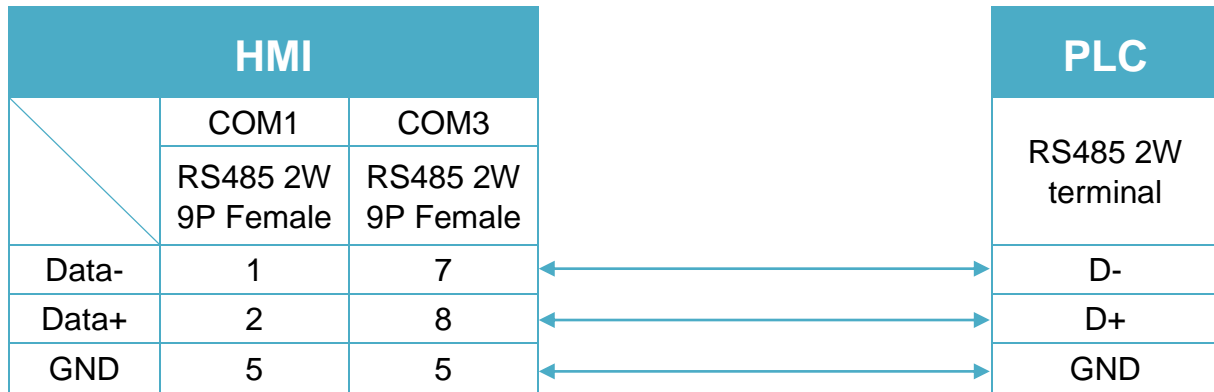 HMI
PLC
COM1 COM3
RS485 2W
9P Female
RS485 2W
9P Female
RS485 2W
terminal
Data- 1 7 D-
Data+ 2 8 D+
GND 5 5 GND